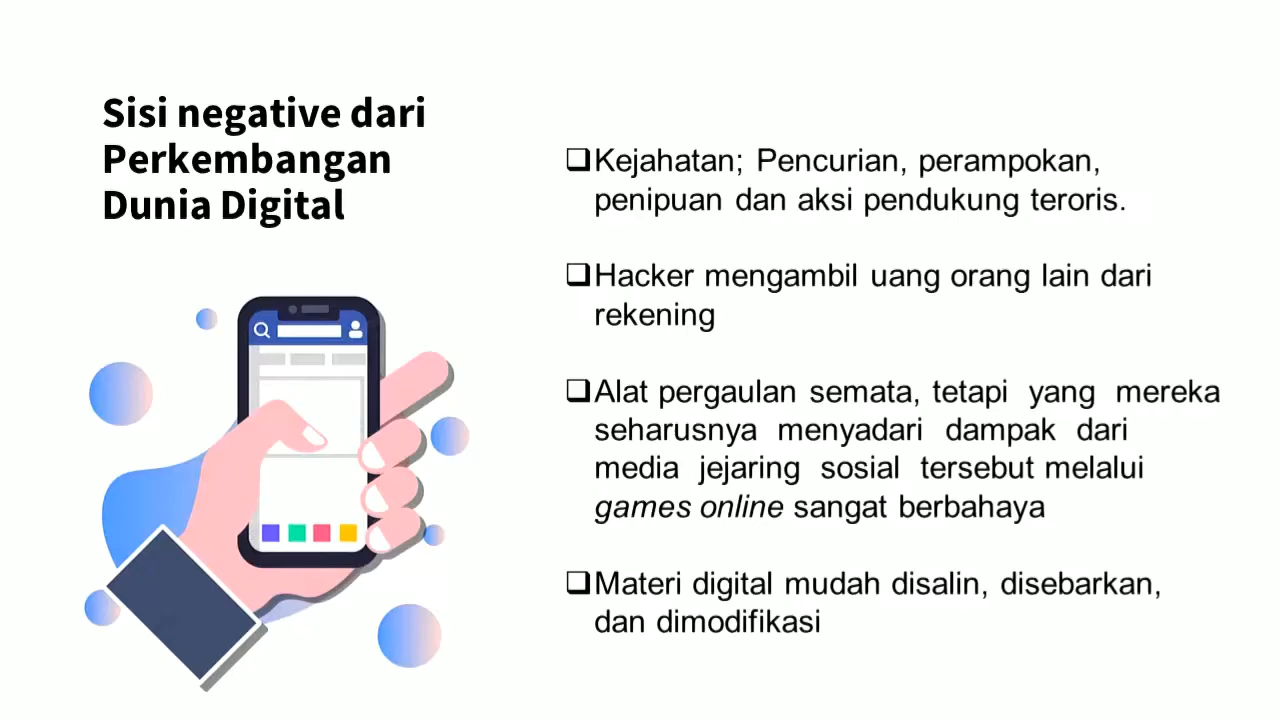 Sisi negative dari
Perkembangan
Dunia Digital
❑Kejahatan; Pencurian, perampokan,
penipuan dan aksi pendukung teroris.
❑Hacker mengambil uang orang lain dari
rekening
❑Alat pergaulan semata, tetapi yang mereka
seharusnya menyadari dampak dari
media jejaring sosial tersebut melalui
games online sangat berbahaya
❑Materi digital mudah disalin, disebarkan,
dan dimodifikasi